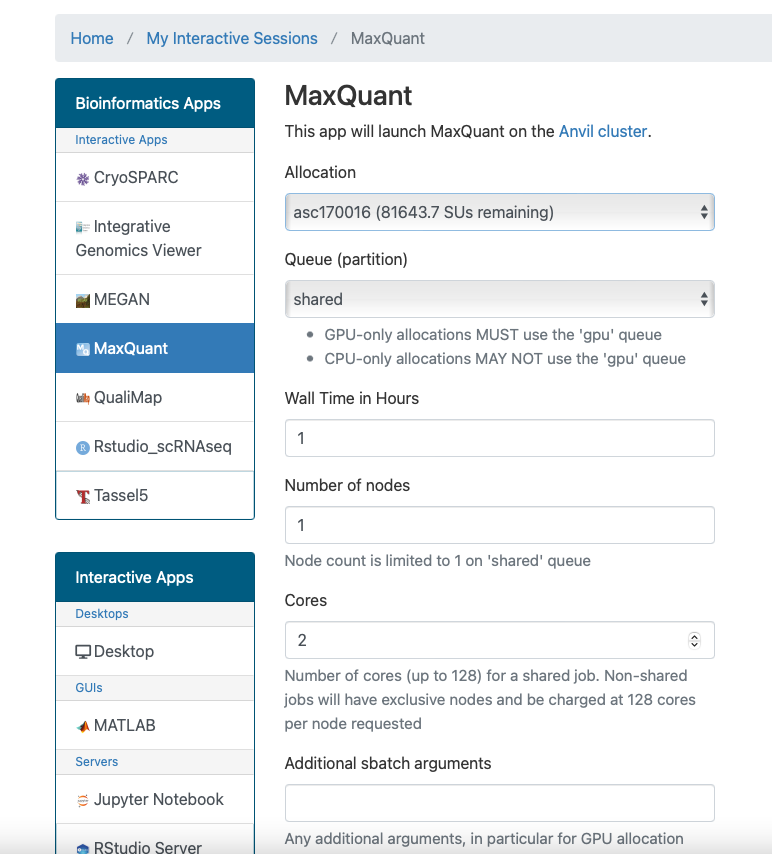 Home / My Interactive Sessions / MaxQuant
Bioinformatics Apps
Interactive Apps
CryoSPARC
Integrative
Genomics Viewer
MEGAN
MaxQuant
QualiMap
Rstudio_scRNAseq
Tassel5
Interactive Apps
Desktops
Desktop
GUIs
MATLAB
Servers
Jupyter Notebook
RStudio Server
MaxQuant
This app will launch MaxQuant on the Anvil cluster.
Allocation
asc170016 (81643.7 SUs remaining)
Queue (partition)
shared
• GPU-only allocations MUST use the 'gpu' queue
• CPU-only allocations MAY NOT use the 'gpu' queue
Wall Time in Hours
1
Number of nodes
1
Node count is limited to 1 on 'shared' queue
Cores
2
Number of cores (up to 128) for a shared job. Non-shared
jobs will have exclusive nodes and be charged at 128 cores
per node requested
Additional sbatch arguments
Any additional arguments, in particular for GPU allocation